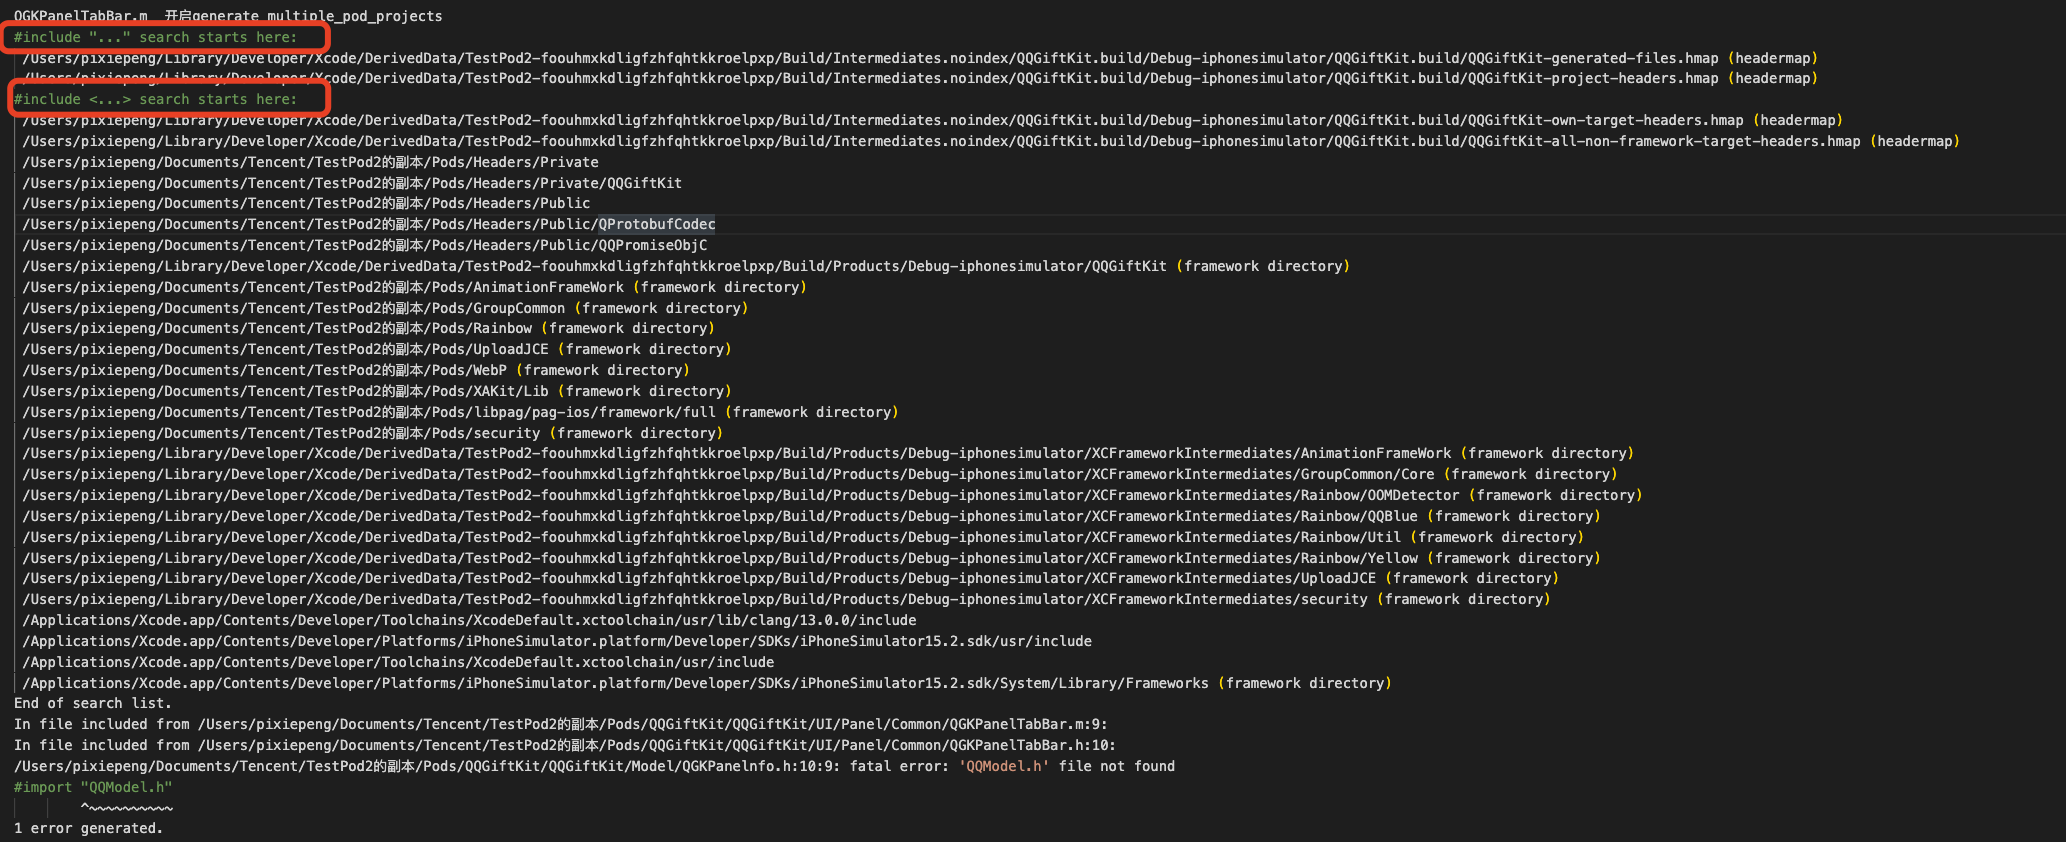 QGKPanelTabBar.m  开启generate_multiple_pod_projects
#include "..." search starts here:
/Users/pixiepeng/Library/Developer/Xcode/DerivedData/TestPod2-foouhmxkdligfzhfqhtkkroelpxp/Build/Intermediates.noindex/QQGiftKit.build/Debug-iphonesimulator/QQGiftKit.build/QQGiftKit-generated-files.hmap (headermap)
/Users/pixiepeng/Library/Developer/Xcode/DerivedData/TestPod2-foouhmxkdligfzhfqhtkkroelpxp/Build/Intermediates.noindex/QQGiftKit.build/Debug-iphonesimulator/QQGiftKit.build/QQGiftKit-project-headers.hmap (headermap)
#include <...> search starts here:
/Users/pixiepeng/Library/Developer/Xcode/DerivedData/TestPod2-foouhmxkdligfzhfqhtkkroelpxp/Build/Intermediates.noindex/QQGiftKit.build/Debug-iphonesimulator/QQGiftKit.build/QQGiftKit-own-target-headers.hmap (headermap)
/Users/pixiepeng/Library/Developer/Xcode/DerivedData/TestPod2-foouhmxkdligfzhfqhtkkroelpxp/Build/Intermediates.noindex/QQGiftKit.build/Debug-iphonesimulator/QQGiftKit.build/QQGiftKit-all-non-framework-target-headers.hmap (headermap)
/Users/pixiepeng/Documents/Tencent/TestPod2的副本/Pods/Headers/Private
/Users/pixiepeng/Documents/Tencent/TestPod2的副本/Pods/Headers/Private/QQGiftKit
/Users/pixiepeng/Documents/Tencent/TestPod2的副本/Pods/Headers/Public
/Users/pixiepeng/Documents/Tencent/TestPod2的副本/Pods/Headers/Public/QProtobufCodec
/Users/pixiepeng/Documents/Tencent/TestPod2的副本/Pods/Headers/Public/QQPromiseObjC
/Users/pixiepeng/Library/Developer/Xcode/DerivedData/TestPod2-foouhmxkdligfzhfqhtkkroelpxp/Build/Products/Debug-iphonesimulator/QQGiftKit (framework directory)
/Users/pixiepeng/Documents/Tencent/TestPod2的副本/Pods/AnimationFrameWork (framework directory)
/Users/pixiepeng/Documents/Tencent/TestPod2的副本/Pods/GroupCommon (framework directory)
/Users/pixiepeng/Documents/Tencent/TestPod2的副本/Pods/Rainbow (framework directory)
/Users/pixiepeng/Documents/Tencent/TestPod2的副本/Pods/UploadJCE (framework directory)
/Users/pixiepeng/Documents/Tencent/TestPod2的副本/Pods/WebP (framework directory)
/Users/pixiepeng/Documents/Tencent/TestPod2的副本/Pods/XAKit/Lib (framework directory)
/Users/pixiepeng/Documents/Tencent/TestPod2的副本/Pods/libpag/pag-ios/framework/full (framework directory)
/Users/pixiepeng/Documents/Tencent/TestPod2的副本/Pods/security (framework directory)
/Users/pixiepeng/Library/Developer/Xcode/DerivedData/TestPod2-foouhmxkdligfzhfqhtkkroelpxp/Build/Products/Debug-iphonesimulator/XCFrameworkIntermediates/AnimationFrameWork (framework directory)
/Users/pixiepeng/Library/Developer/Xcode/DerivedData/TestPod2-foouhmxkdligfzhfqhtkkroelpxp/Build/Products/Debug-iphonesimulator/XCFrameworkIntermediates/GroupCommon/Core (framework directory)
/Users/pixiepeng/Library/Developer/Xcode/DerivedData/TestPod2-foouhmxkdligfzhfqhtkkroelpxp/Build/Products/Debug-iphonesimulator/XCFrameworkIntermediates/Rainbow/OOMDetector (framework directory)
/Users/pixiepeng/Library/Developer/Xcode/DerivedData/TestPod2-foouhmxkdligfzhfqhtkkroelpxp/Build/Products/Debug-iphonesimulator/XCFrameworkIntermediates/Rainbow/QQBlue (framework directory)
/Users/pixiepeng/Library/Developer/Xcode/DerivedData/TestPod2-foouhmxkdligfzhfqhtkkroelpxp/Build/Products/Debug-iphonesimulator/XCFrameworkIntermediates/Rainbow/Util (framework directory)
/Users/pixiepeng/Library/Developer/Xcode/DerivedData/TestPod2-foouhmxkdligfzhfqhtkkroelpxp/Build/Products/Debug-iphonesimulator/XCFrameworkIntermediates/Rainbow/Yellow (framework directory)
/Users/pixiepeng/Library/Developer/Xcode/DerivedData/TestPod2-foouhmxkdligfzhfqhtkkroelpxp/Build/Products/Debug-iphonesimulator/XCFrameworkIntermediates/UploadJCE (framework directory)
/Users/pixiepeng/Library/Developer/Xcode/DerivedData/TestPod2-foouhmxkdligfzhfqhtkkroelpxp/Build/Products/Debug-iphonesimulator/XCFrameworkIntermediates/security (framework directory)
/Applications/Xcode.app/Contents/Developer/Toolchains/XcodeDefault.xctoolchain/usr/lib/clang/13.0.0/include
/Applications/Xcode.app/Contents/Developer/Platforms/iPhoneSimulator.platform/Developer/SDKs/iPhoneSimulator15.2.sdk/usr/include
/Applications/Xcode.app/Contents/Developer/Toolchains/XcodeDefault.xctoolchain/usr/include
/Applications/Xcode.app/Contents/Developer/Platforms/iPhoneSimulator.platform/Developer/SDKs/iPhoneSimulator15.2.sdk/System/Library/Frameworks (framework directory)
End of search list.
In file included from /Users/pixiepeng/Documents/Tencent/TestPod2的副本/Pods/QQGiftKit/QQGiftKit/UI/Panel/Common/QGKPanelTabBar.m:9:
In file included from /Users/pixiepeng/Documents/Tencent/TestPod2的副本/Pods/QQGiftKit/QQGiftKit/UI/Panel/Common/QGKPanelTabBar.h:10:
/Users/pixiepeng/Documents/Tencent/TestPod2的副本/Pods/QQGiftKit/QQGiftKit/Model/QGKPanelnfo.h:10:9: fatal error: 'QQModel.h' file not found
#import "QQModel.h"
^~~~~~~~~~~
1 error generated.